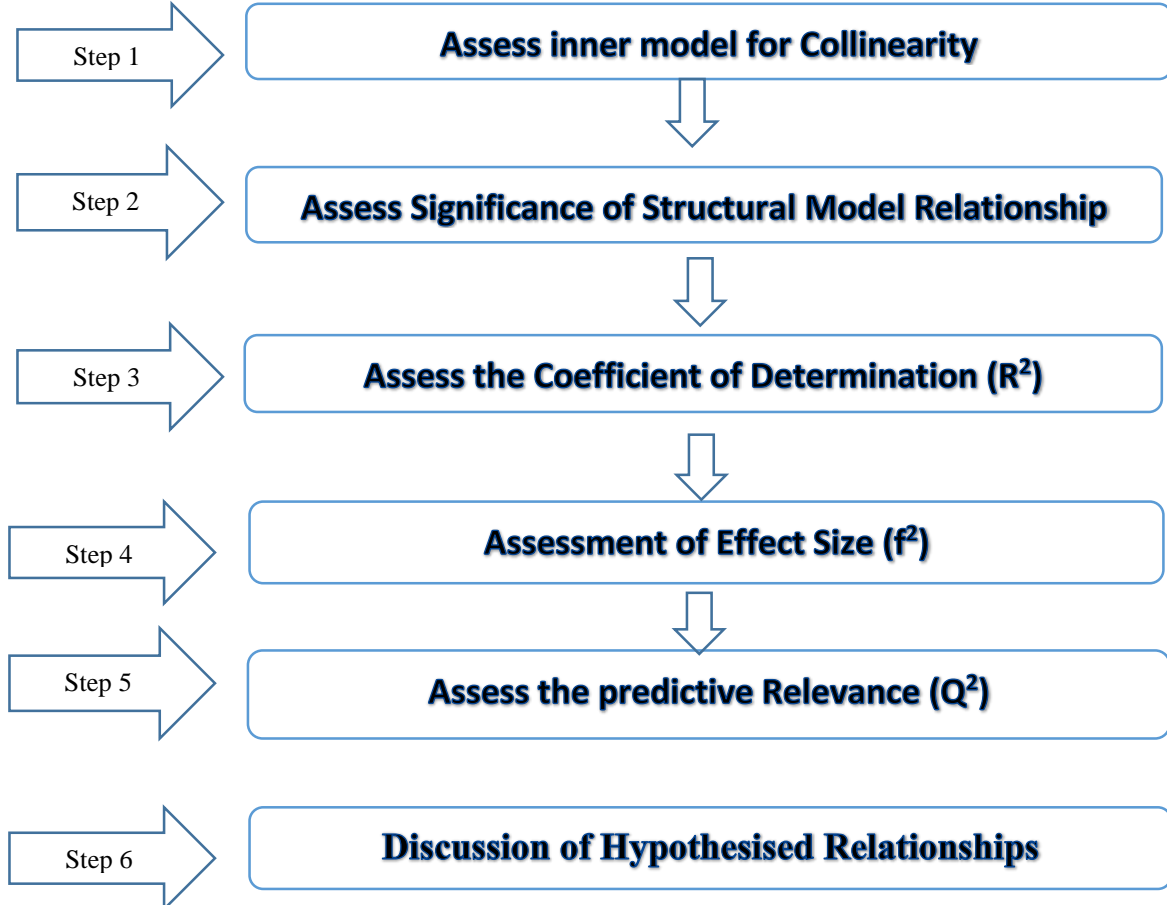 Step 1
Assess inner model for Collinearity
Step 2
Assess Significance of Structural Model Relationship
Step 3
Assess the Coefficient of Determination (R²)
Step 4
Assessment of Effect Size (f²)
Step 5
Assess the predictive Relevance (Q²)
Step 6
Discussion of Hypothesised Relationships